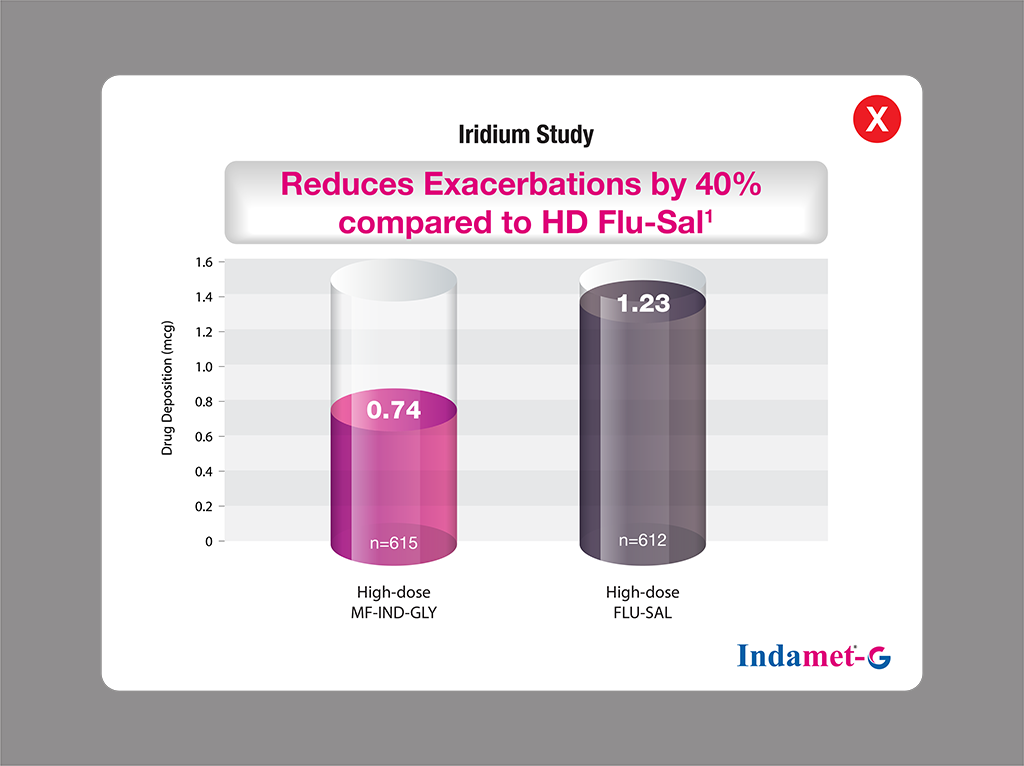 X
Iridium Study
Reduces Exacerbations by 40%
compared to HD Flu-Sal¹
Drug Deposition (mcg)
1.6
1.4
1.2
1.0
0.8
0.6
0.4
0.2
0
0.74
1.23
n=615
n=612
High-dose
MF-IND-GLY
High-dose
FLU-SAL
Indamet-G